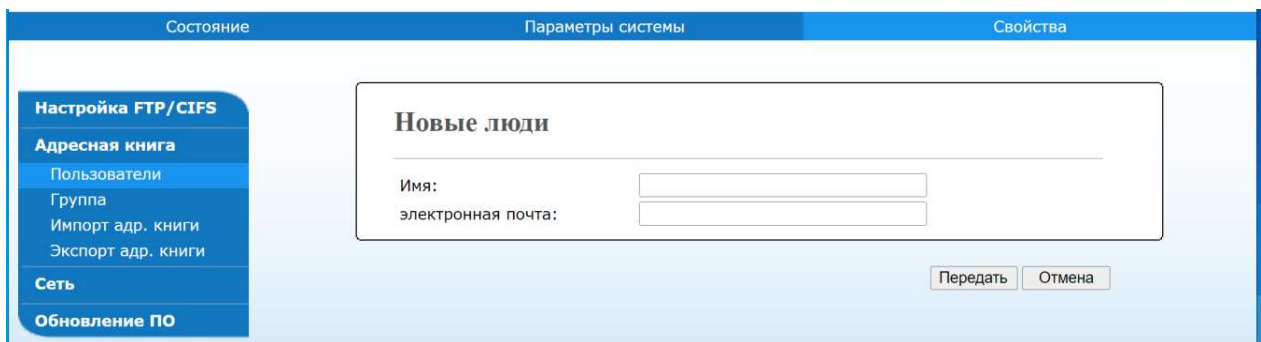 Состояние Параметры системы Свойства
Настройка FTP/CIFS
Адресная книга
Пользователи
Группа
Импорт адр. книги
Экспорт адр. книги
Сеть
Обновление ПО
Новые люди
Имя:
электронная почта:
Передать Отмена